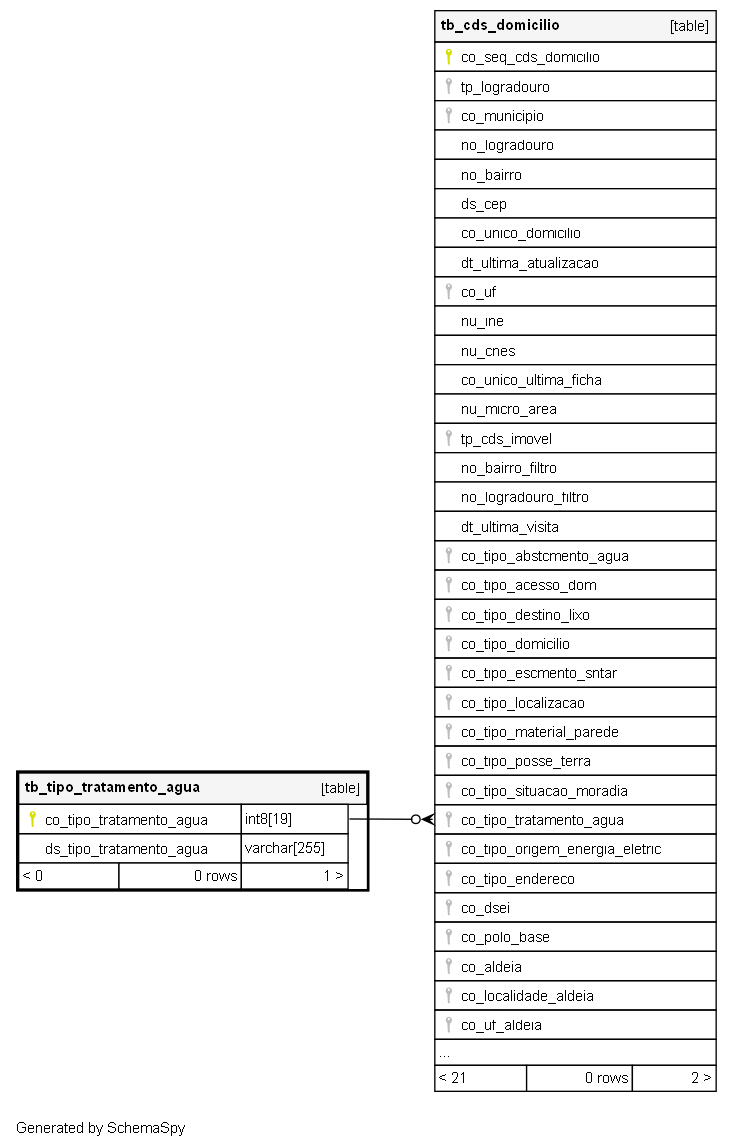 tb_cds_domicilio [table]
co_seq_cds_domicilio
tp_logradouro
co_municipio
no_logradouro
no_bairro
ds_cep
co_unico_domicilio
dt_ultima_atualizacao
co_uf
nu_ine
nu_cnes
co_unico_ultima_ficha
nu_micro_area
tp_cds_imovel
no_bairro_filtro
no_logradouro_filtro
dt_ultima_visita
co_tipo_abstcmento_agua
co_tipo_acesso_dom
co_tipo_destino_lixo
co_tipo_domicilio
co_tipo_escmento_sntar
co_tipo_localizacao
co_tipo_material_parede
co_tipo_posse_terra
co_tipo_situacao_moradia
co_tipo_tratamento_agua
co_tipo_origem_energia_eletric
co_tipo_endereco
co_dsei
co_polo_base
co_aldeia
co_localidade_aldeia
co_uf_aldeia
...
< 21 0 rows 2 >
tb_tipo_tratamento_agua [table]
co_tipo_tratamento_agua int8[19]
ds_tipo_tratamento_agua varchar[255]
< 0 0 rows 1 >
Generated by SchemaSpy